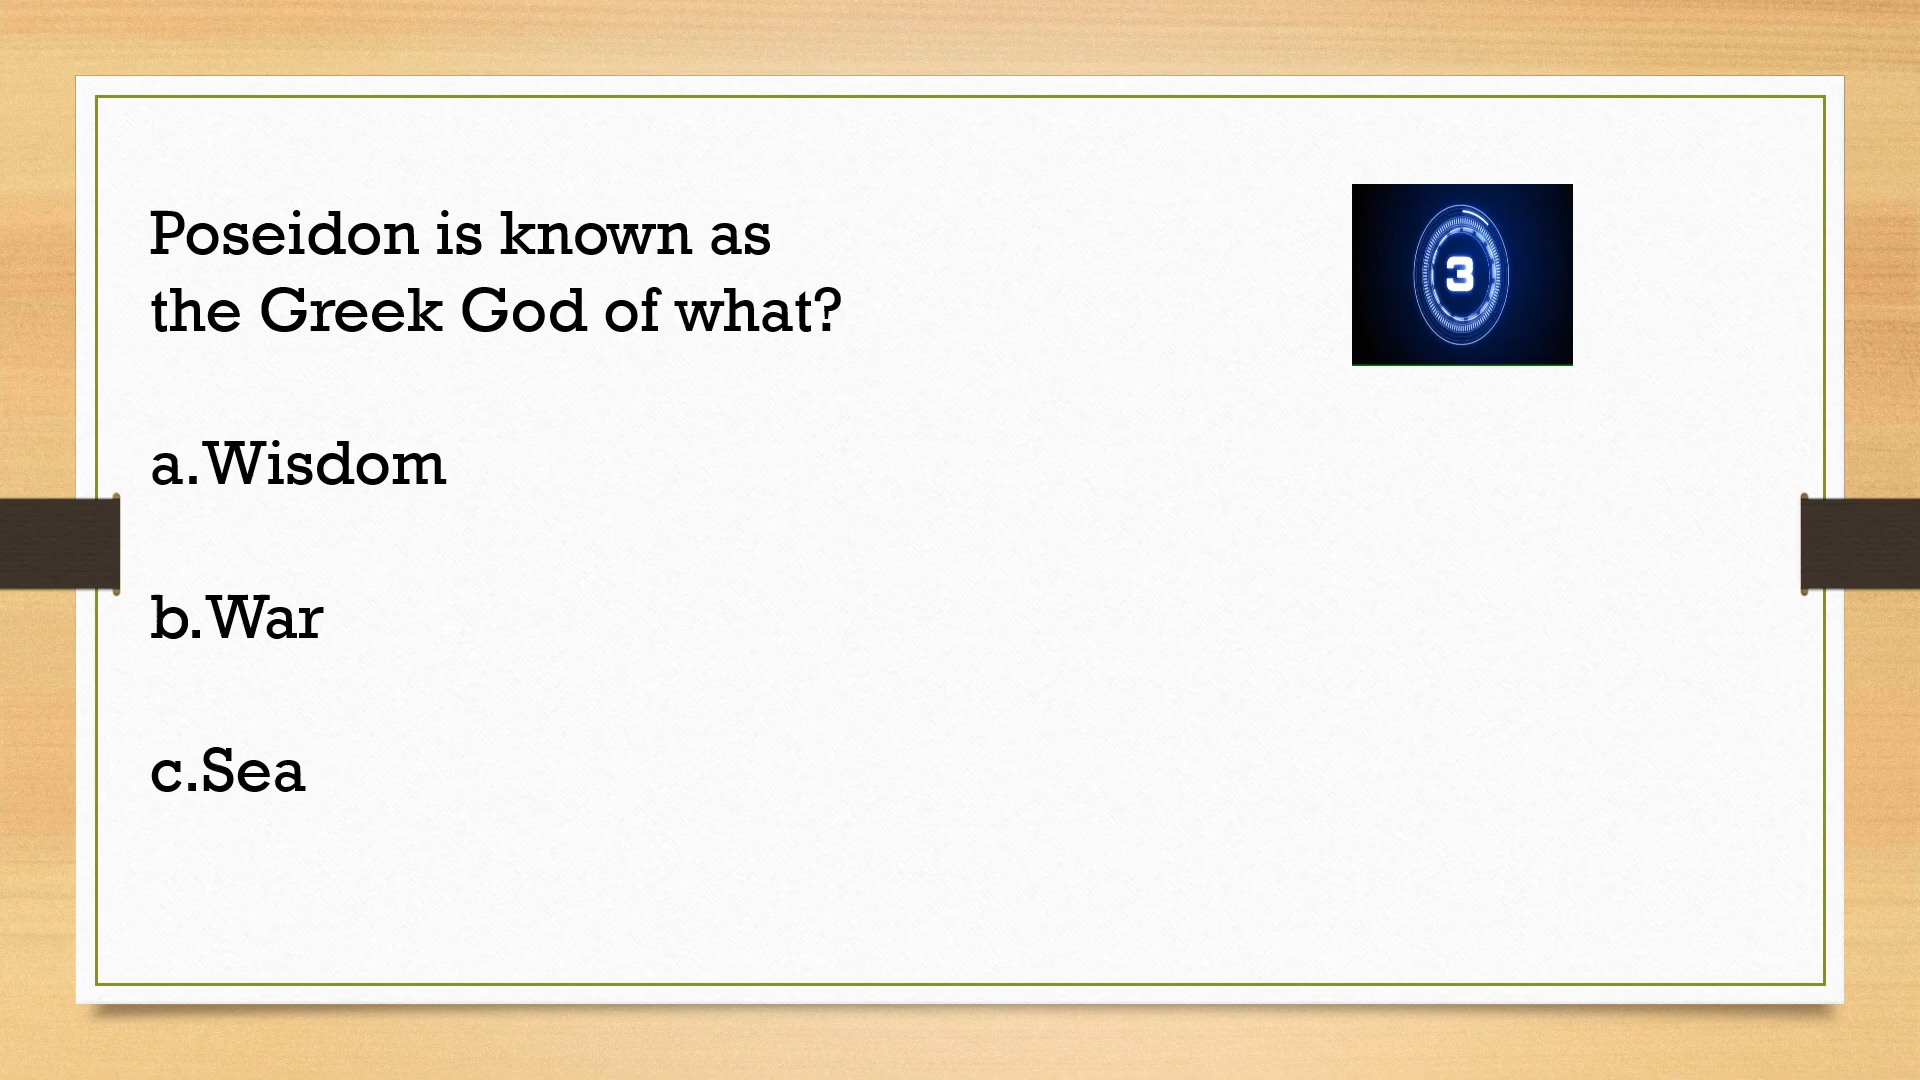 Poseidon is known as
the Greek God of what?
3
a.Wisdom
b.War
c.Sea